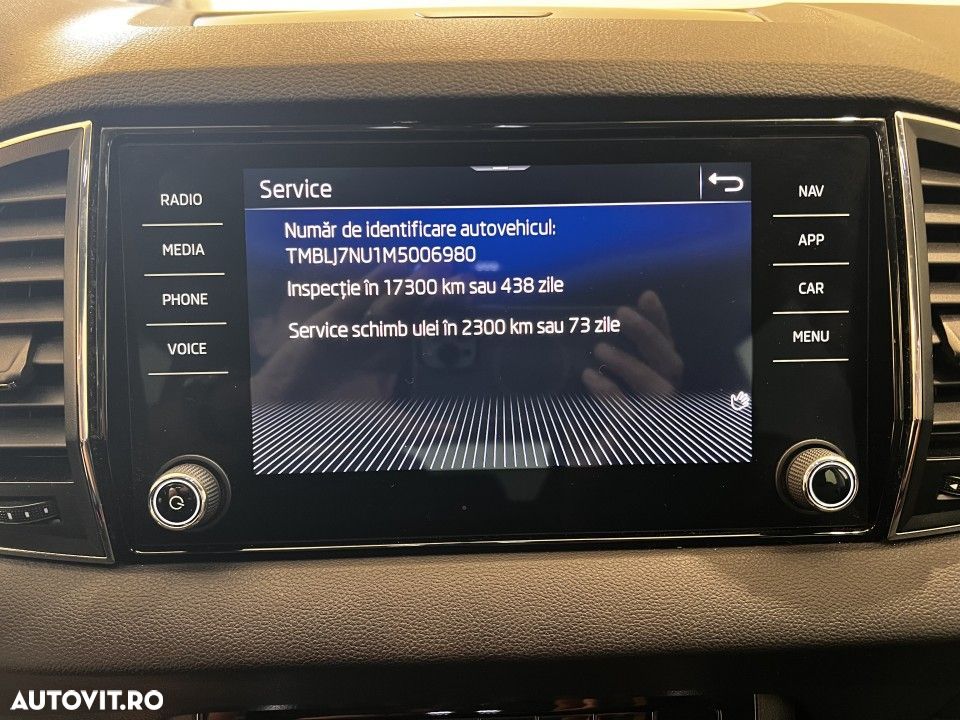 Service
RADIO
MEDIA
PHONE
VOICE
Număr de identificare autovehicul:
TMBLJ7NU1M5006980
Inspecție în 17300 km sau 438 zile
Service schimb ulei în 2300 km sau 73 zile
NAV
APP
CAR
MENU
AUTOVIT.RO